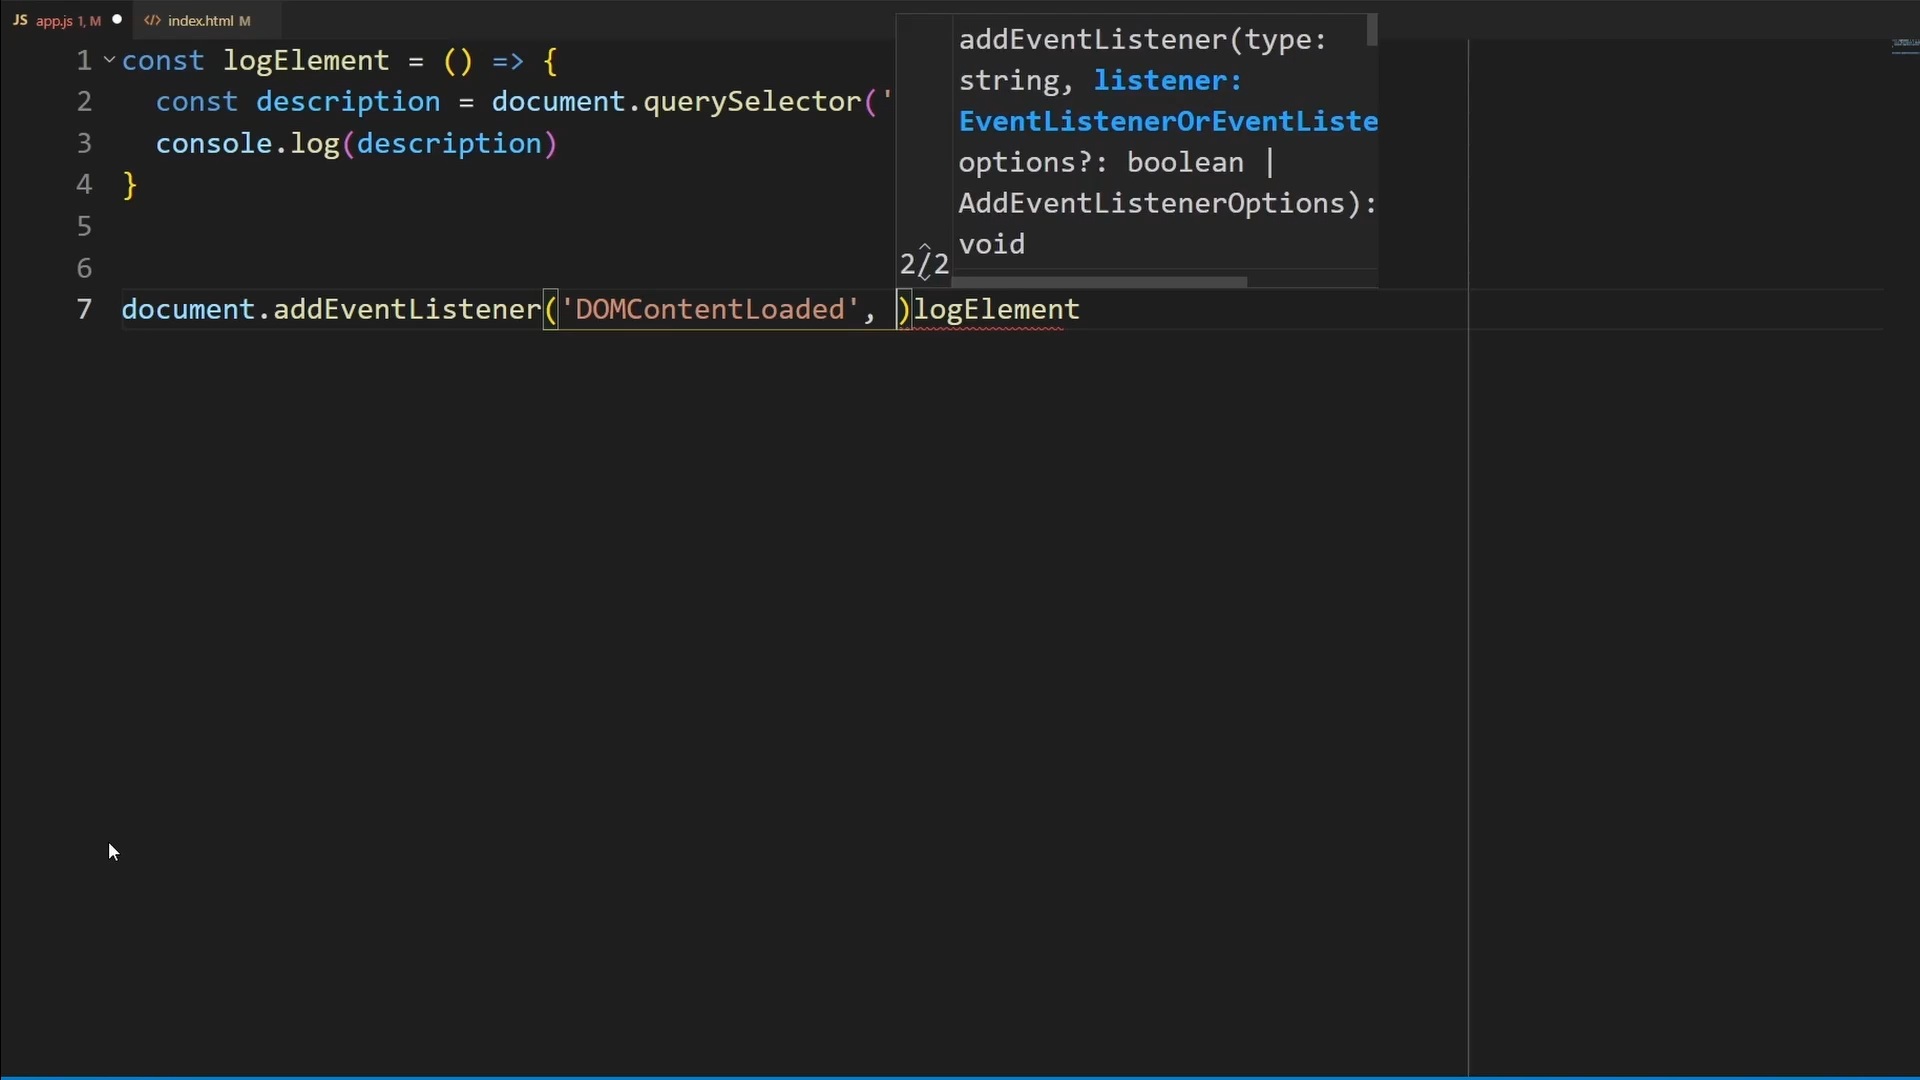 JS app.js 1, M ● </> index.html M
1 const logElement = () => {
2 const description = document.querySelector('
3 console.log(description)
4 }
5
6
7 document.addEventListener('DOMContentLoaded', )logElement
addEventListener(type:
string, listener:
EventListenerOrEventListe
options?: boolean |
AddEventListenerOptions):
void
2/2